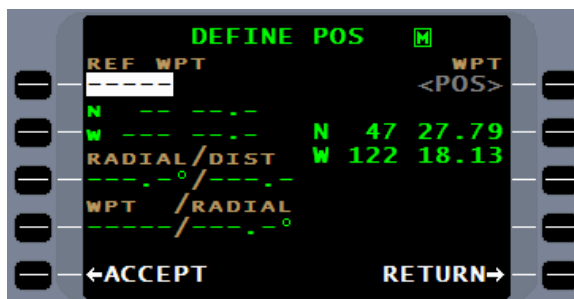 DEFINE POS M
REF WPT WPT
----- <POS>
N -- --.-
W --- --.- N 47 27.79
RADIAL/DIST W 122 18.13
---.-°/---.-
WPT /RADIAL
-----/---.-°
←ACCEPT RETURN→